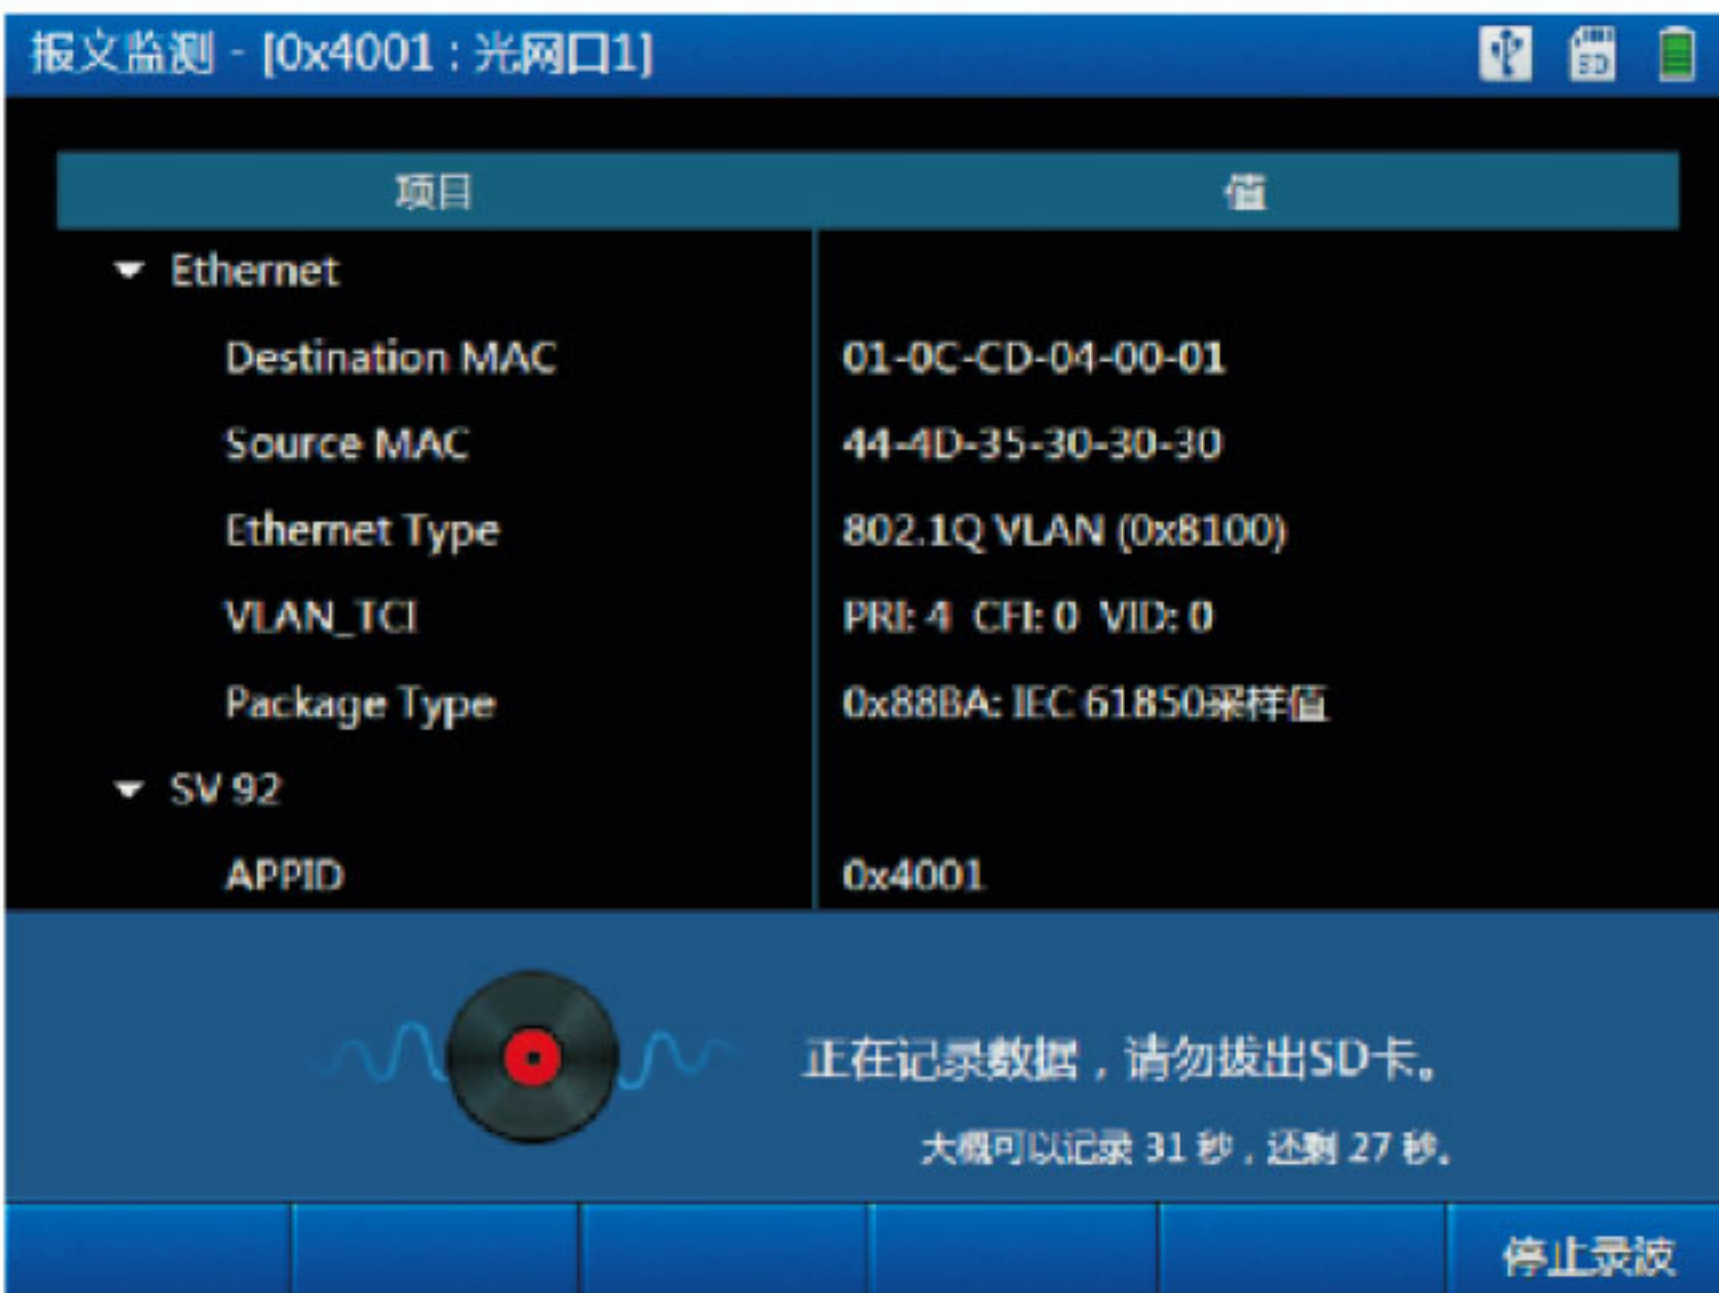 报文监测 - [0x4001 : 光网口1]
SD
项目 值
Ethernet
Destination MAC 01-0C-CD-04-00-01
Source MAC 44-4D-35-30-30-30
Ethernet Type 802.1Q VLAN (0x8100)
VLAN_TCI PRI: 4 CFI: 0 VID: 0
Package Type 0x88BA: IEC 61850采样值
SV 92
APPID 0x4001
正在记录数据，请勿拔出SD卡。
大概可以记录 31 秒，还剩 27 秒。
停止录波